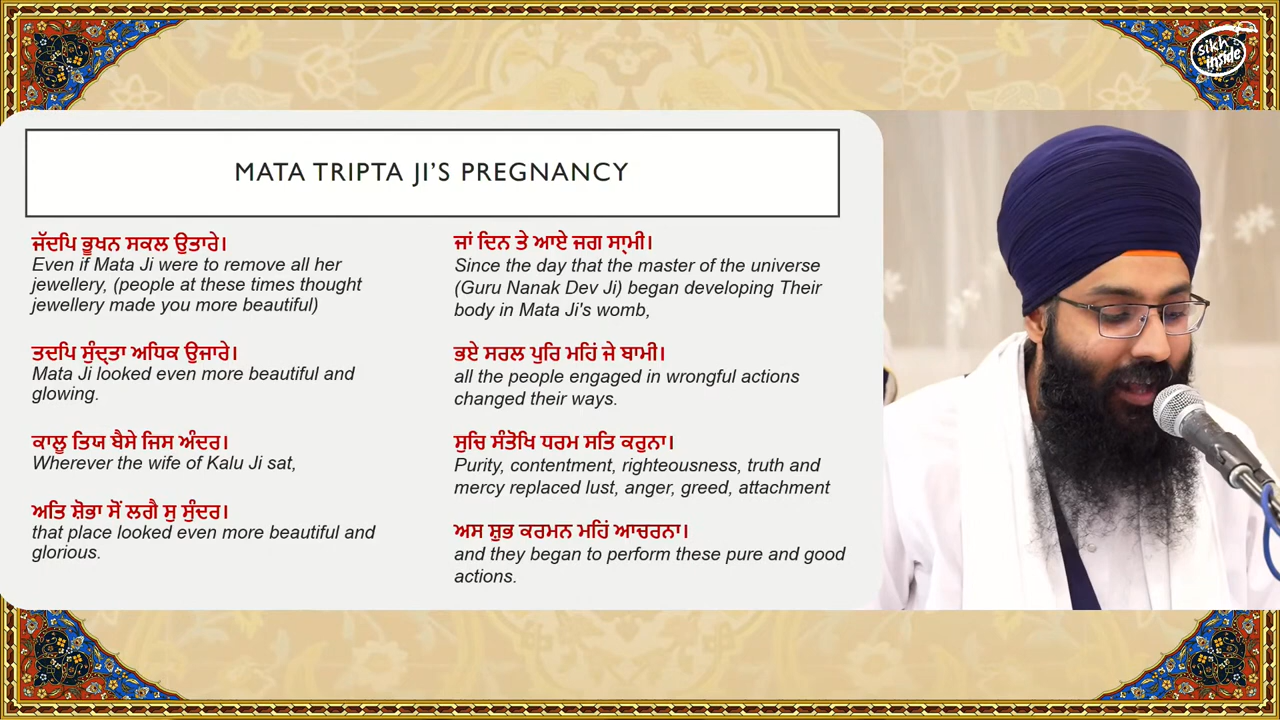 sikh
inside
MATA TRIPTA JI’S PREGNANCY
ਜੱਦਪਿ ਭੂਖਨ ਸਕਲ ਉਤਾਰੇ।
Even if Mata Ji were to remove all her
jewellery, (people at these times thought
jewellery made you more beautiful)
ਤਦਪਿ ਸੁੰਦ੍ਤਾ ਅਧਿਕ ਉਜਾਰੇ।
Mata Ji looked even more beautiful and
glowing.
ਕਾਲੂ ਤਿਯ ਬੈਸੇ ਜਿਸ ਅੰਦਰ।
Wherever the wife of Kalu Ji sat,
ਅਤਿ ਸ਼ੋਭਾ ਸੋਂ ਲਗੈ ਸੁ ਸੁੰਦਰ।
that place looked even more beautiful and
glorious.
ਜਾਂ ਦਿਨ ਤੇ ਆਏ ਜਗ ਸਾ੍ਮੀ।
Since the day that the master of the universe
(Guru Nanak Dev Ji) began developing Their
body in Mata Ji's womb,
ਭਏ ਸਰਲ ਪੁਰਿ ਮਹਿਂ ਜੇ ਬਾਮੀ।
all the people engaged in wrongful actions
changed their ways.
ਸੁਚਿ ਸੰਤੋਖਿ ਧਰਮ ਸਤਿ ਕਰੁਨਾ।
Purity, contentment, righteousness, truth and
mercy replaced lust, anger, greed, attachment
ਅਸ ਸ਼ੁਭ ਕਰਮਨ ਮਹਿਂ ਆਚਰਨਾ।
and they began to perform these pure and good
actions.